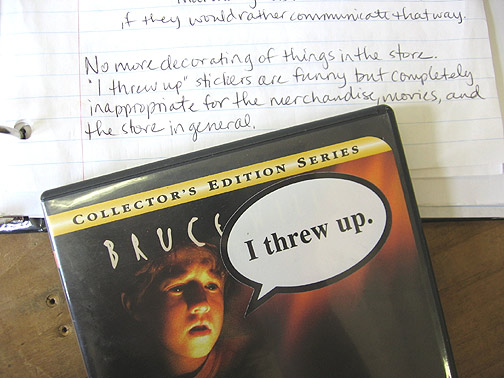 if they would rather communicate that way.
No more decorating of things in the store.
"I threw up" stickers are funny but completely
inappropriate for the merchandise, movies, and
the store in general.
COLLECTOR'S EDITION SERIES
BRUCE
I threw up.